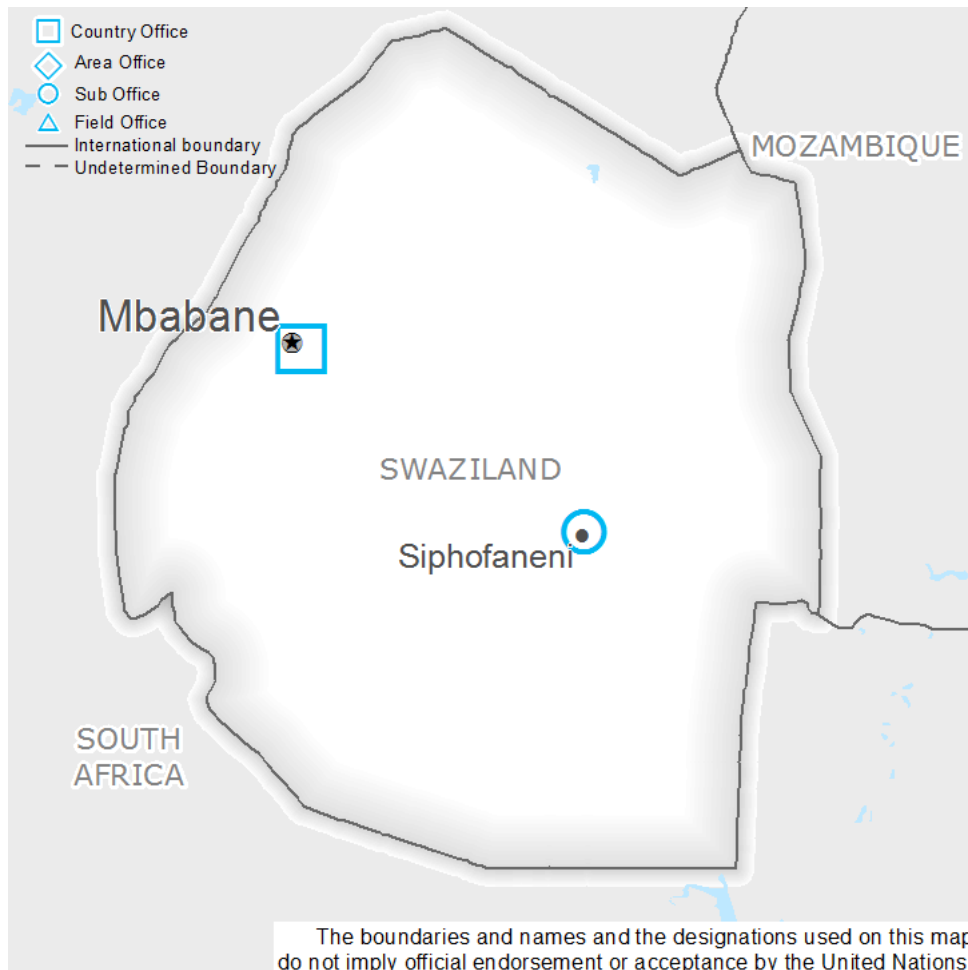 Country Office
Area Office
Sub Office
Field Office
International boundary
Undetermined Boundary
MOZAMBIQUE
Mbabane
SWAZILAND
Siphofaneni
SOUTH
AFRICA
The boundaries and names and the designations used on this map
do not imply official endorsement or acceptance by the United Nations.